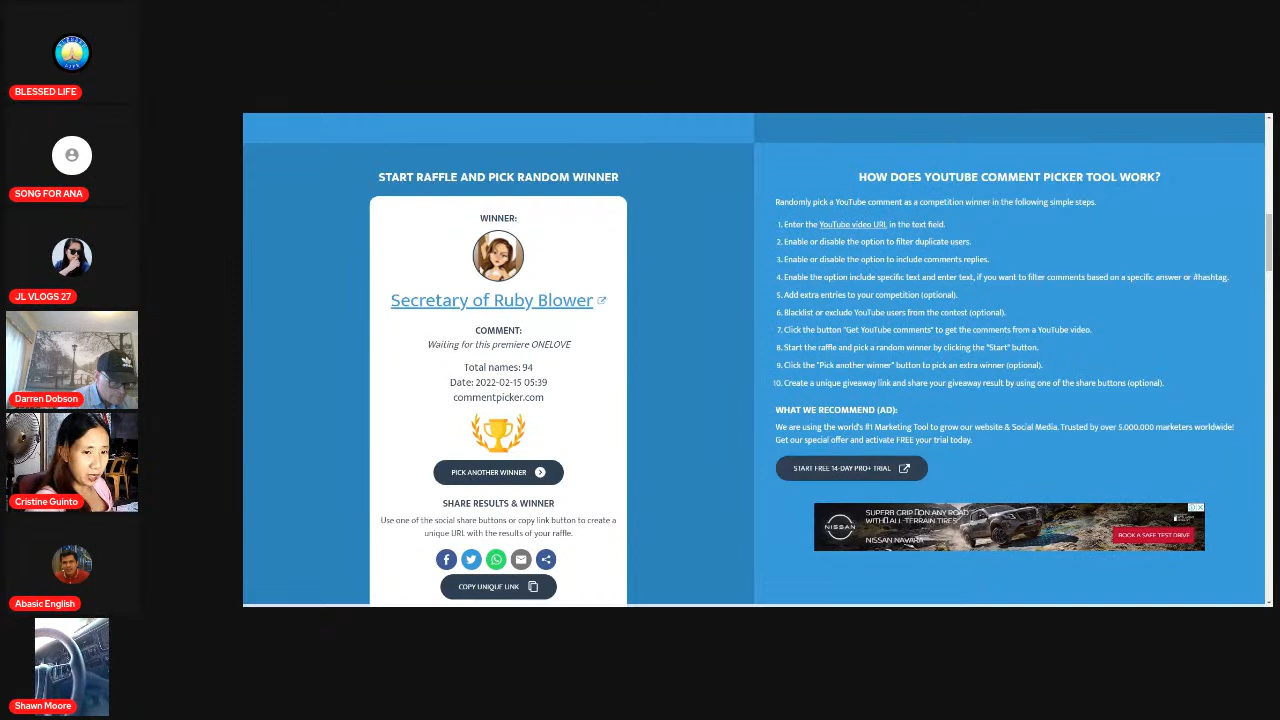 BLESSED LIFE
SONG FOR ANA
JL VLOGS 27
Darren Dobson
Cristine Guinto
Abasic English
Shawn Moore
START RAFFLE AND PICK RANDOM WINNER
WINNER:
Secretary of Ruby Blower
COMMENT:
Waiting for this premiere ONELOVE
Total names: 94
Date: 2022-02-15 05:39
commentpicker.com
PICK ANOTHER WINNER
SHARE RESULTS & WINNER
Use one of the social share buttons or copy link button to create a
unique URL with the results of your raffle.
COPY UNIQUE LINK
HOW DOES YOUTUBE COMMENT PICKER TOOL WORK?
Randomly pick a YouTube comment as a competition winner in the following simple steps.
1. Enter the YouTube video URL in the text field.
2. Enable or disable the option to filter duplicate users.
3. Enable or disable the option to include comments replies.
4. Enable the option include specific text and enter text, if you want to filter comments based on a specific answer or #hashtag.
5. Add extra entries to your competition (optional).
6. Blacklist or exclude YouTube users from the contest (optional).
7. Click the button "Get YouTube comments" to get the comments from a YouTube video.
8. Start the raffle and pick a random winner by clicking the "Start" button.
9. Click the "Pick another winner" button to pick an extra winner (optional).
10. Create a unique giveaway link and share your giveaway result by using one of the share buttons (optional).
WHAT WE RECOMMEND (AD):
We are using the world's #1 Marketing Tool to grow our website & Social Media. Trusted by over 5.000.000 marketers worldwide!
Get our special offer and activate FREE your trial today.
START FREE 14-DAY PRO+ TRIAL
SUPERB GRIP ON ANY ROAD
WITH ALL-TERRAIN TIRES
NISSAN NAVARA
BOOK A SAFE TEST DRIVE